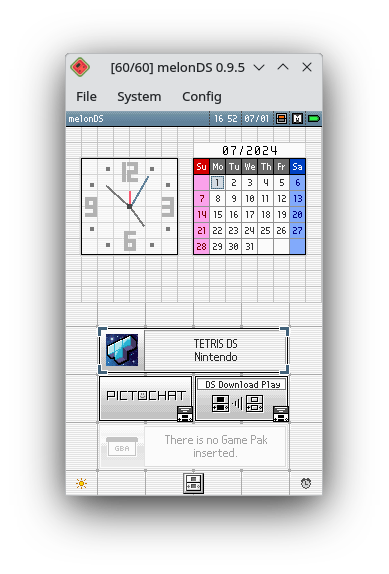 [60/60] melonDS 0.9.5
File System Config
melonDS 16 52 07/01 M
07/2024
Su Mo Tu We Th Fr Sa
1 2 3 4 5 6
7 8 9 10 11 12 13
14 15 16 17 18 19 20
21 22 23 24 25 26 27
28 29 30 31
12
9 3
6
TETRIS DS
Nintendo
PICTOCHAT
DS Download Play
GBA
There is no Game Pak
inserted.